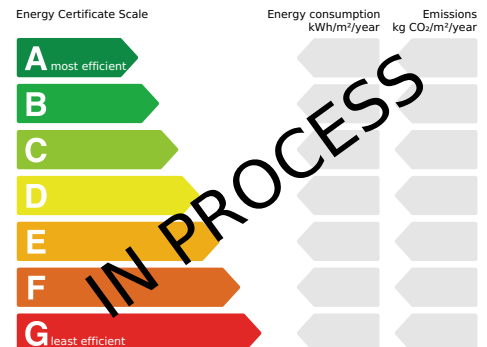 Energy Certificate Scale
Energy consumption
kWh/m²/year
Emissions
kg CO₂/m²/year
A most efficient
B
C
D
E
F
G least efficient
IN PROCESS